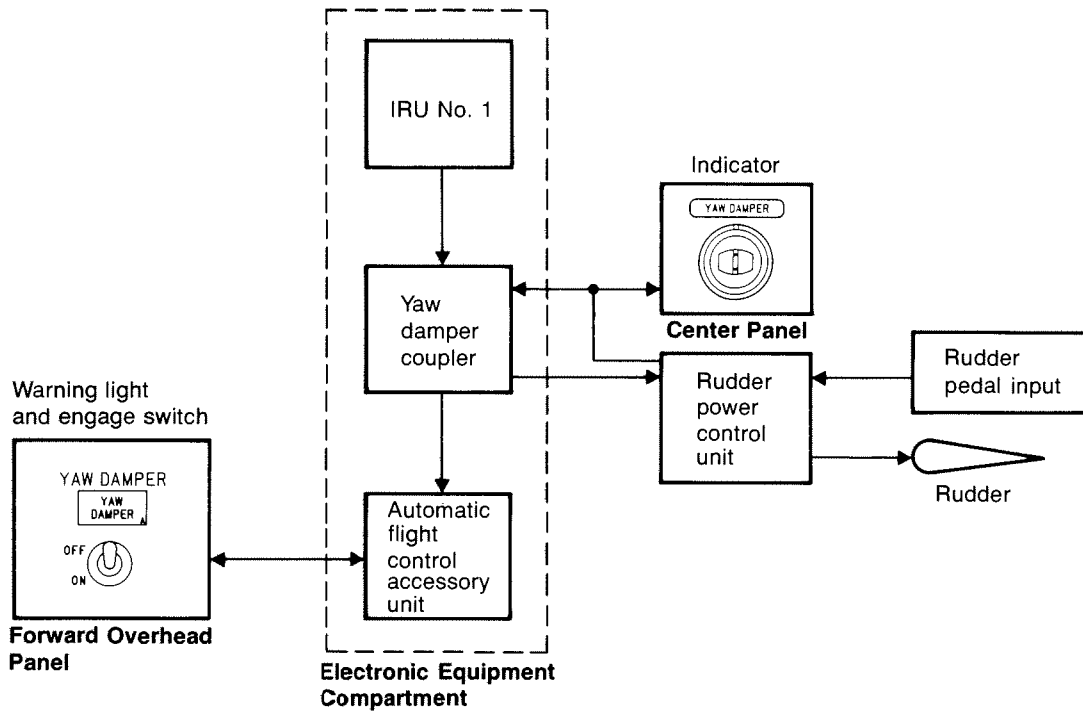 IRU No. 1
Indicator
YAW DAMPER
Center Panel
Yaw
damper
coupler
Rudder
power
control
unit
Rudder
pedal input
Rudder
Warning light
and engage switch
YAW DAMPER
YAW
DAMPER
A
OFF
ON
Forward Overhead
Panel
Automatic
flight
control
accessory
unit
Electronic Equipment
Compartment